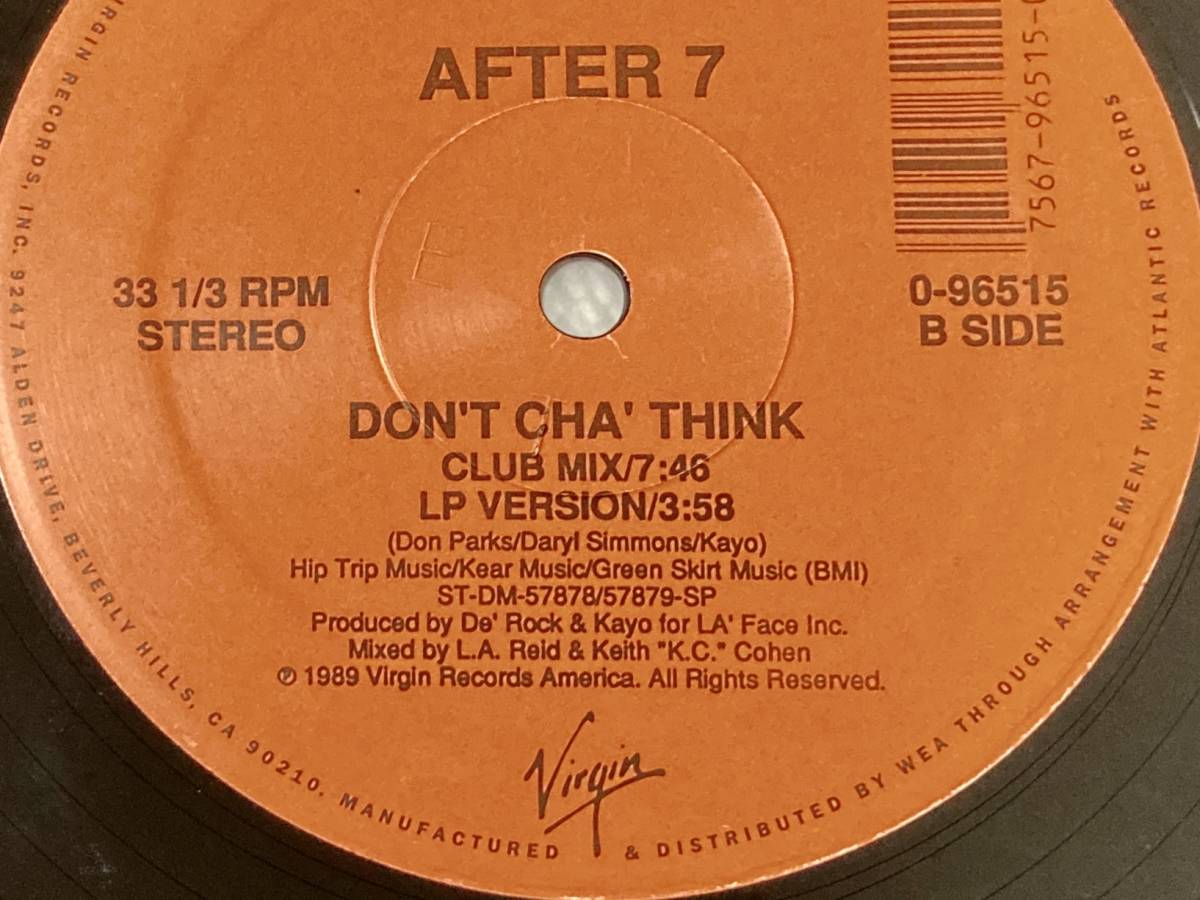 AFTER 7
7567-96515-0
33 1/3 RPM
STEREO
0-96515
B SIDE
DON'T CHA' THINK
CLUB MIX/7:46
LP VERSION/3:58
(Don Parks/Daryl Simmons/Kayo)
Hip Trip Music/Kear Music/Green Skirt Music (BMI)
ST-DM-57878/57879-SP
Produced by De' Rock & Kayo for LA' Face Inc.
Mixed by L.A. Reid & Keith "K.C." Cohen
℗ 1989 Virgin Records America. All Rights Reserved.
Virgin
VIRGIN RECORDS, INC. 9247 ALDEN DRIVE, BEVERLY HILLS, CA 90210. MANUFACTURED & DISTRIBUTED BY WEA THROUGH ARRANGEMENT WITH ATLANTIC RECORDS